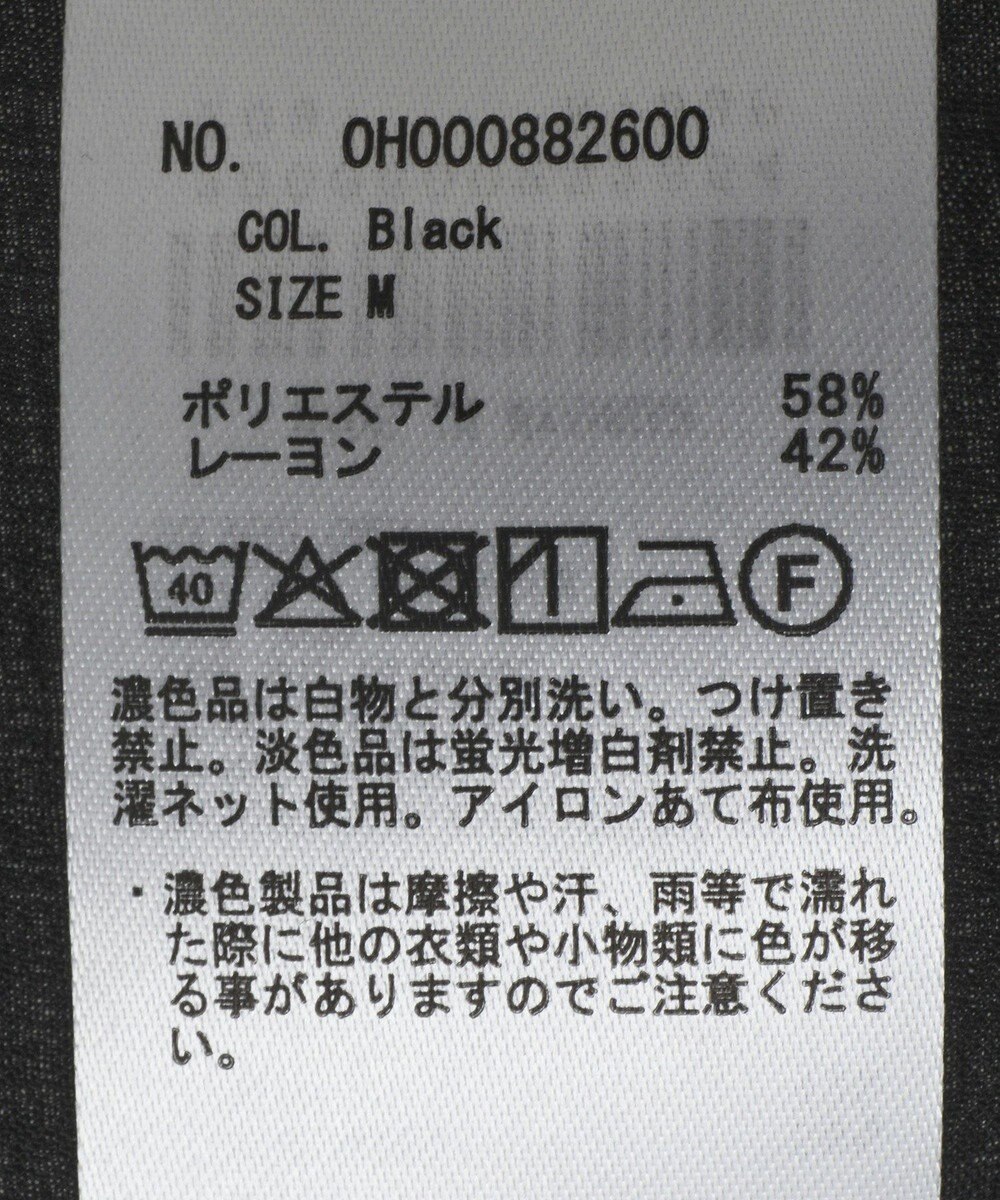 NO. 0H000882600
COL. Black
SIZE M
ポリエステル 58%
レーヨン 42%
40 F
濃色品は白物と分別洗い。つけ置き
禁止。淡色品は蛍光増白剤禁止。洗
濯ネット使用。アイロンあて布使用。
・濃色製品は摩擦や汗、雨等で濡れ
た際に他の衣類や小物類に色が移
る事がありますのでご注意くださ
い。